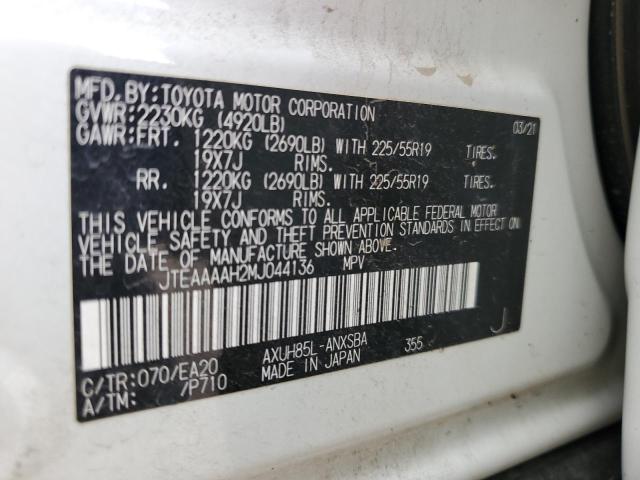 MFD. BY: TOYOTA MOTOR CORPORATION 03/21
GVWR: 2230KG (4920LB)
GAWR: FRT. 1220KG (2690LB) WITH 225/55R19 TIRES.
19X7J RIMS.
RR. 1220KG (2690LB) WITH 225/55R19 TIRES.
19X7J RIMS.
THIS VEHICLE CONFORMS TO ALL APPLICABLE FEDERAL MOTOR
VEHICLE SAFETY AND THEFT PREVENTION STANDARDS IN EFFECT ON
THE DATE OF MANUFACTURE SHOWN ABOVE.
JTEAAAAH2MJ044136 MPV
J
AXUH85L-ANXSBA 355
C/TR: 070/EA20 MADE IN JAPAN
A/TM: /P710